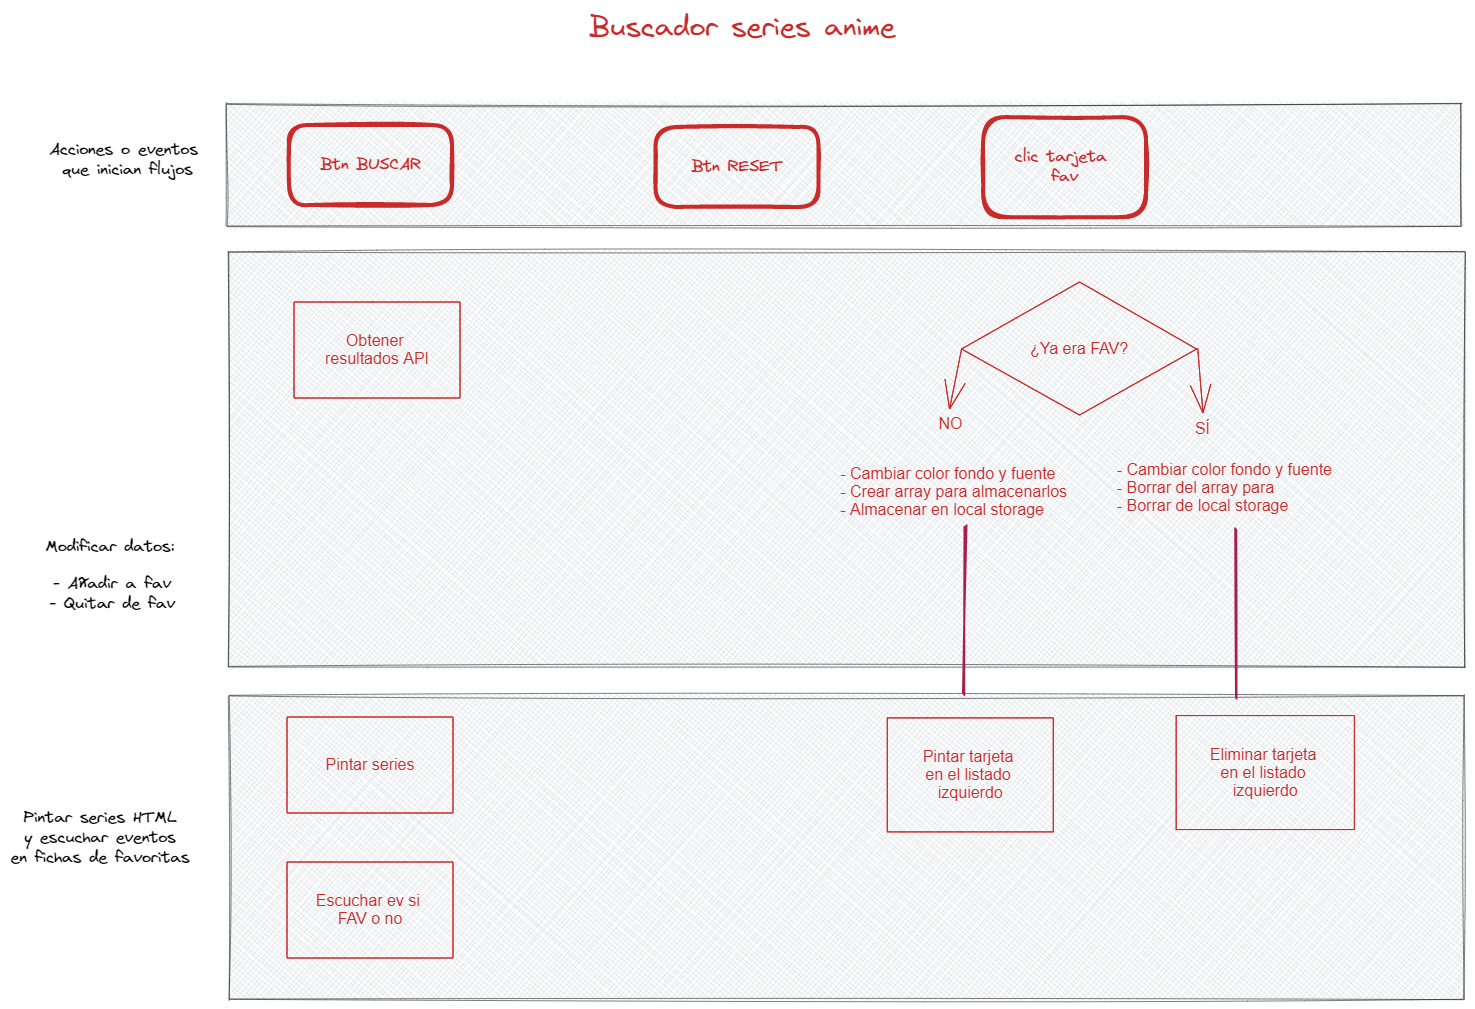 Buscador series anime
Acciones o eventos
que inician flujos
Btn BUSCAR
Btn RESET
clic tarjeta
fav
Obtener
resultados API
¿Ya era FAV?
NO
SÍ
- Cambiar color fondo y fuente
- Crear array para almacenarlos
- Almacenar en local storage
- Cambiar color fondo y fuente
- Borrar del array para
- Borrar de local storage
Modificar datos:
- Añadir a fav
- Quitar de fav
Pintar series HTML
y escuchar eventos
en fichas de favoritas
Pintar series
Escuchar ev si
FAV o no
Pintar tarjeta
en el listado
izquierdo
Eliminar tarjeta
en el listado
izquierdo